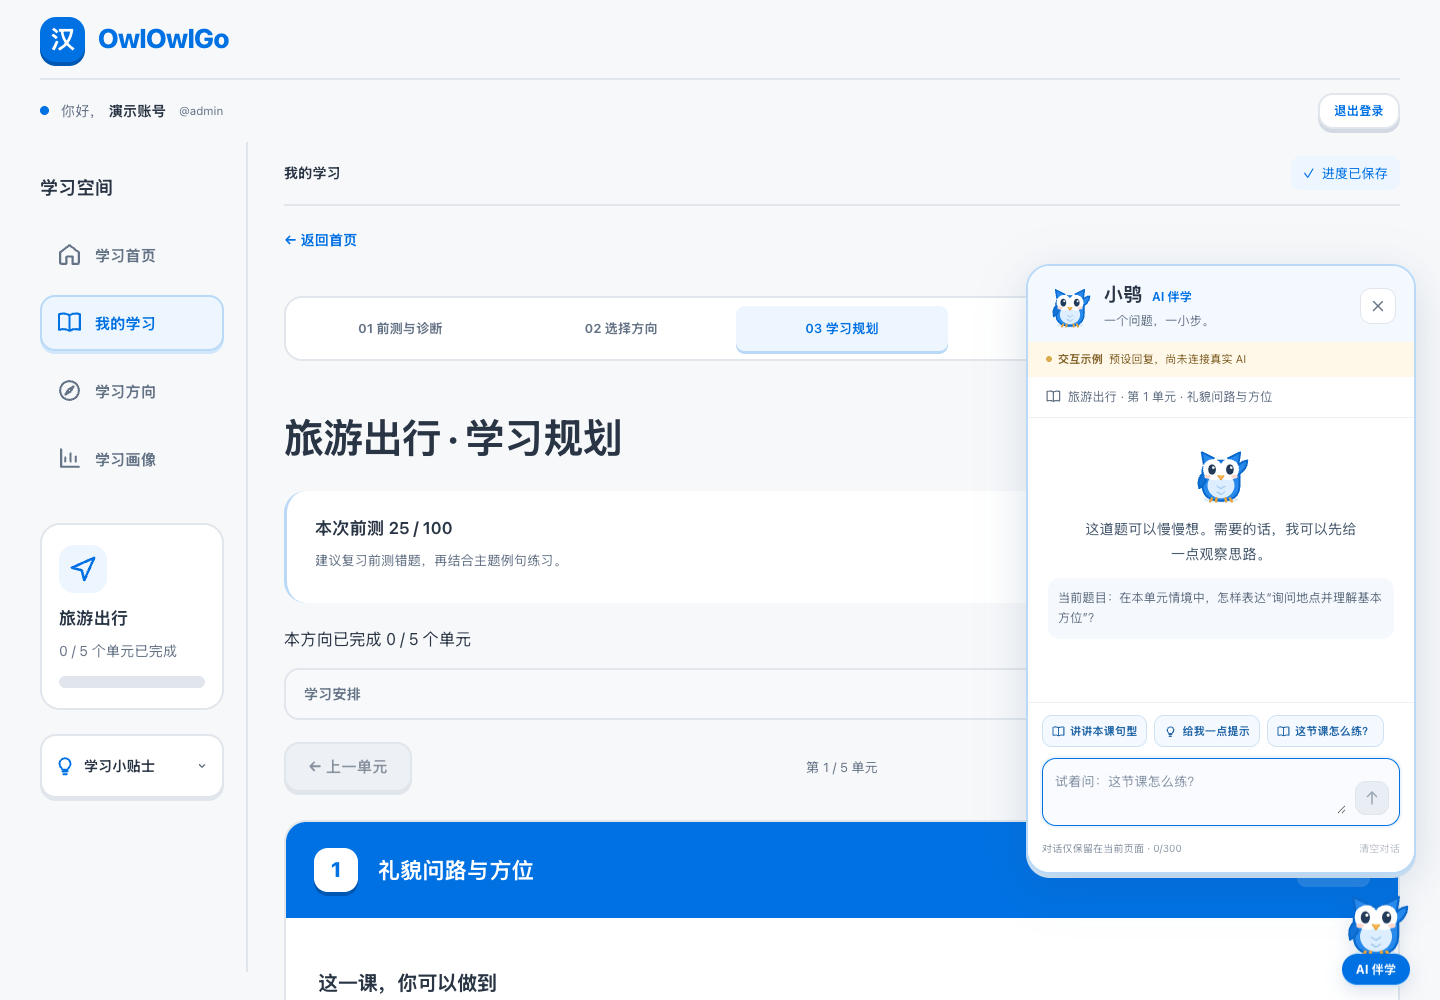 汉 OwlOwlGo
你好， 演示账号 @admin
退出登录
学习空间
学习首页
我的学习
学习方向
学习画像
旅游出行
0 / 5 个单元已完成
学习小贴士
我的学习
✓ 进度已保存
← 返回首页
01 前测与诊断
02 选择方向
03 学习规划
旅游出行 · 学习规划
本次前测 25 / 100
建议复习前测错题，再结合主题例句练习。
本方向已完成 0 / 5 个单元
学习安排
← 上一单元
第 1 / 5 单元
1 礼貌问路与方位
这一课，你可以做到
小鸮 AI 伴学
一个问题，一小步。
交互示例 预设回复，尚未连接真实 AI
旅游出行 · 第 1 单元 · 礼貌问路与方位
这道题可以慢慢想。需要的话，我可以先给
一点观察思路。
当前题目：在本单元情境中，怎样表达“询问地点并理解基本
方位”？
讲讲本课句型
给我一点提示
这节课怎么练？
试着问：这节课怎么练？
对话仅保留在当前页面 · 0/300
清空对话
AI 伴学